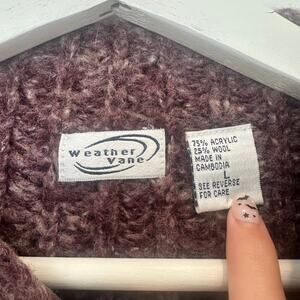 Weather
Vane
75% ACRYLIC
25% WOOL
MADE IN
CAMBODIA
L
SEE REVERSE
FOR CARE